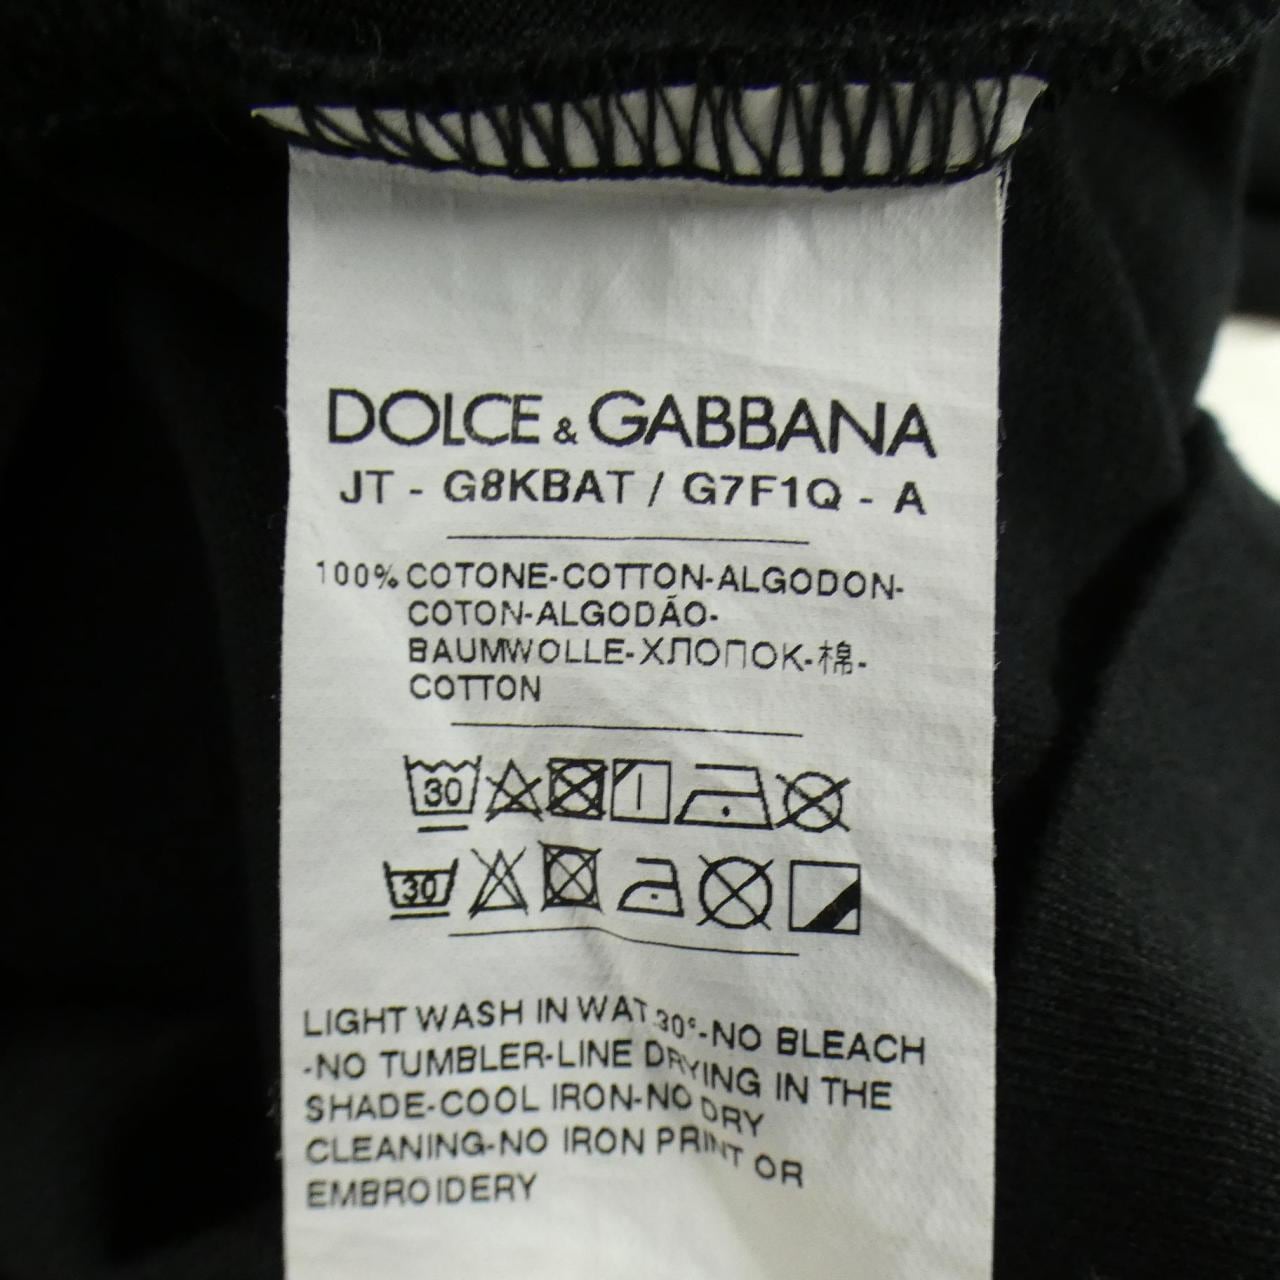 DOLCE & GABBANA
JT - G8KBAT / G7F1Q - A
100% COTONE-COTTON-ALGODON-
COTON-ALGODÃO-
BAUMWOLLE-ХЛОПОК-棉-
COTTON
30
30
LIGHT WASH IN WAT 30°-NO BLEACH
-NO TUMBLER-LINE DRYING IN THE
SHADE-COOL IRON-NO DRY
CLEANING-NO IRON PRINT OR
EMBROIDERY